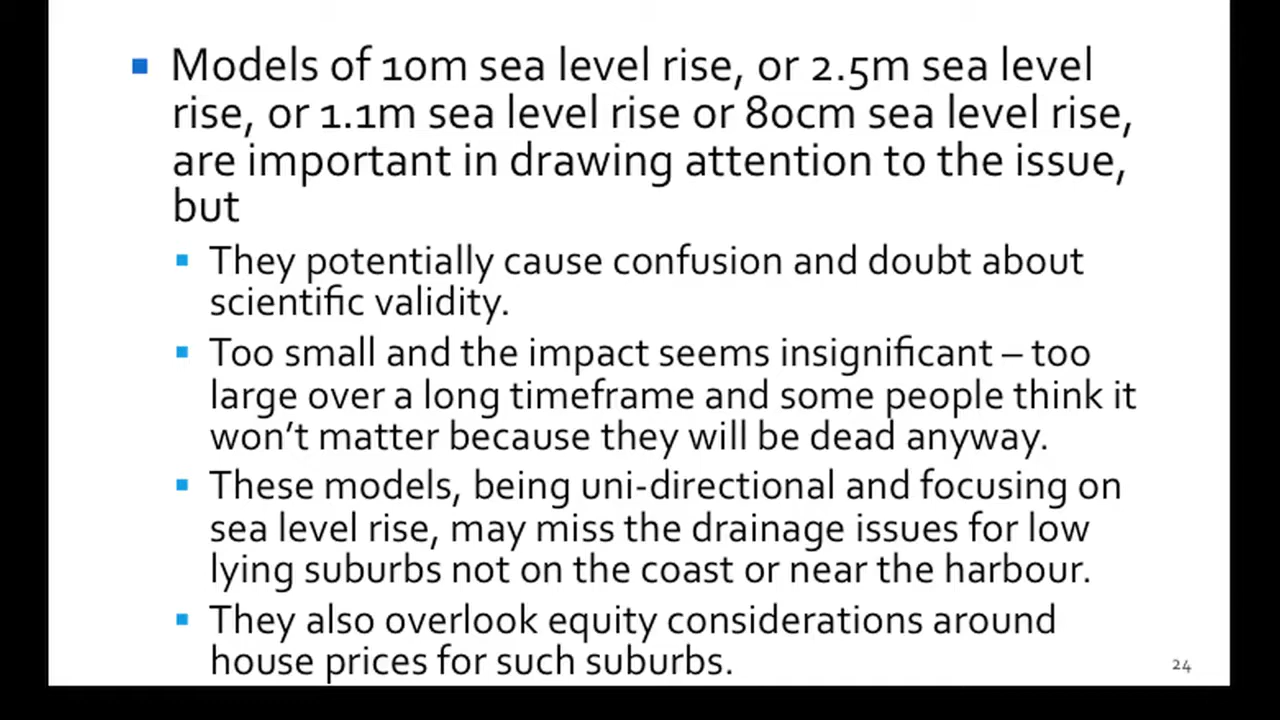 Models of 10m sea level rise, or 2.5m sea level
rise, or 1.1m sea level rise or 80cm sea level rise,
are important in drawing attention to the issue,
but
They potentially cause confusion and doubt about
scientific validity.
Too small and the impact seems insignificant – too
large over a long timeframe and some people think it
won't matter because they will be dead anyway.
These models, being uni-directional and focusing on
sea level rise, may miss the drainage issues for low
lying suburbs not on the coast or near the harbour.
They also overlook equity considerations around
house prices for such suburbs.
24